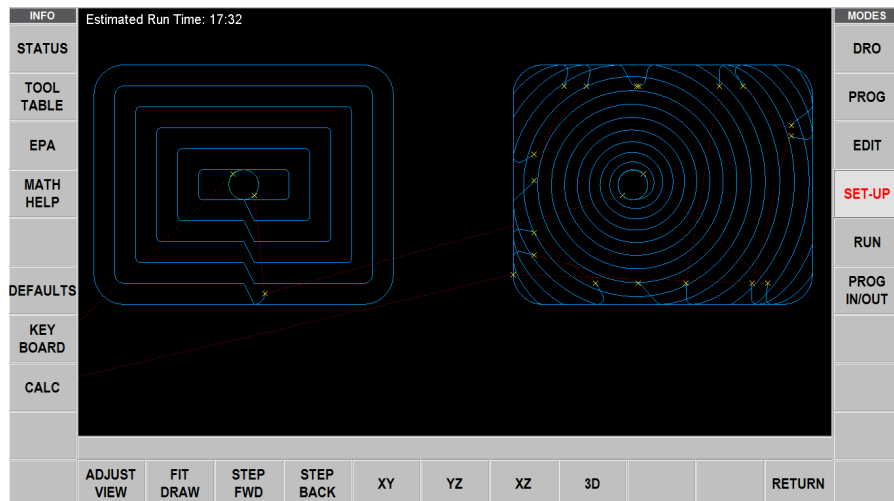 INFO
Estimated Run Time: 17:32
MODES
STATUS
TOOL
TABLE
EPA
MATH
HELP
DEFAULTS
KEY
BOARD
CALC
DRO
PROG
EDIT
SET-UP
RUN
PROG
IN/OUT
ADJUST
VIEW
FIT
DRAW
STEP
FWD
STEP
BACK
XY
YZ
XZ
3D
RETURN